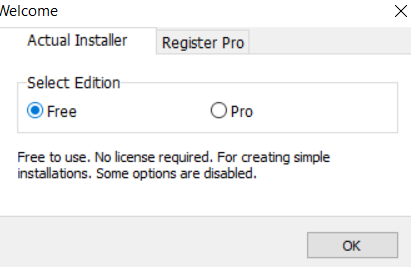 Welcome
Actual Installer
Register Pro
Select Edition
Free
Pro
Free to use. No license required. For creating simple
installations. Some options are disabled.
OK